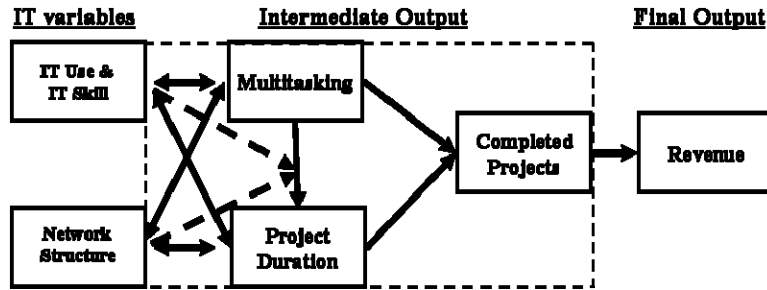 IT variables
Intermediate Output
Final Output
IT Use &
IT Skill
Multitasking
Completed
Projects
Revenue
Network
Structure
Project
Duration